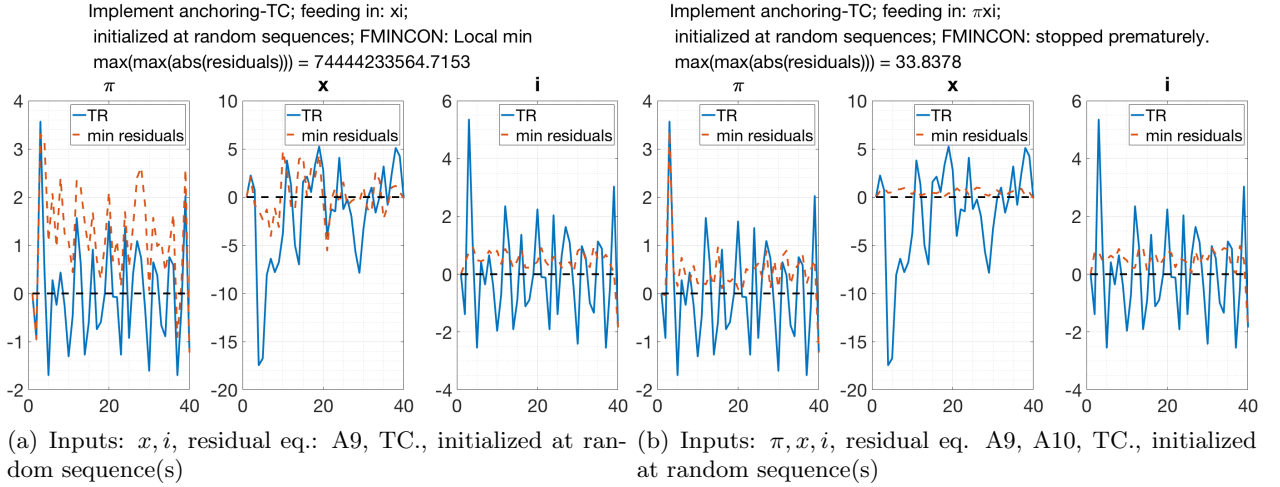 Implement anchoring-TC; feeding in: xi;
initialized at random sequences; FMINCON: Local min
max(max(abs(residuals))) = 74444233564.7153
π
x
i
4
3
2
1
0
-1
-2
0
20
40
TR
min residuals
10
5
0
-5
-10
-15
-20
0
20
40
TR
min residuals
6
4
2
0
-2
-4
0
20
40
TR
min residuals
Implement anchoring-TC; feeding in: πxi;
initialized at random sequences; FMINCON: stopped prematurely.
max(max(abs(residuals))) = 33.8378
π
x
i
4
3
2
1
0
-1
-2
0
20
40
TR
min residuals
10
5
0
-5
-10
-15
-20
0
20
40
TR
min residuals
6
4
2
0
-2
-4
0
20
40
TR
min residuals
(a) Inputs: x, i, residual eq.: A9, TC., initialized at ran-
dom sequence(s)
(b) Inputs: π, x, i, residual eq. A9, A10, TC., initialized
at random sequence(s)